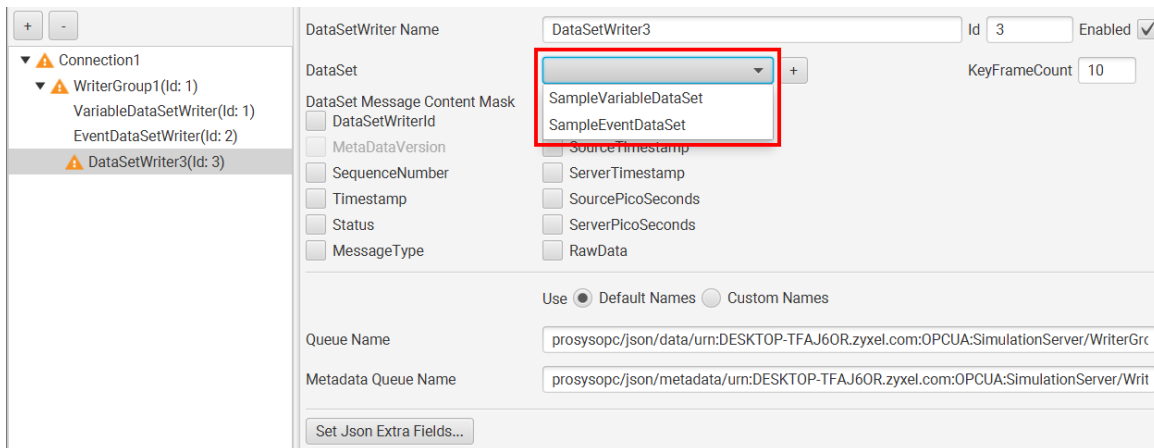 + -
Connection1
WriterGroup1(Id: 1)
VariableDataSetWriter(Id: 1)
EventDataSetWriter(Id: 2)
DataSetWriter3(Id: 3)
DataSetWriter Name DataSetWriter3 Id 3 Enabled
DataSet + KeyFrameCount 10
SampleVariableDataSet
SampleEventDataSet
DataSet Message Content Mask
DataSetWriterId
MetaDataVersion SourceTimestamp
SequenceNumber ServerTimestamp
Timestamp SourcePicoSeconds
Status ServerPicoSeconds
MessageType RawData
Use Default Names Custom Names
Queue Name prosysopc/json/data/urn:DESKTOP-TFAJ6OR.zyxel.com:OPCUA:SimulationServer/WriterGrc
Metadata Queue Name prosysopc/json/metadata/urn:DESKTOP-TFAJ6OR.zyxel.com:OPCUA:SimulationServer/Writ
Set Json Extra Fields...